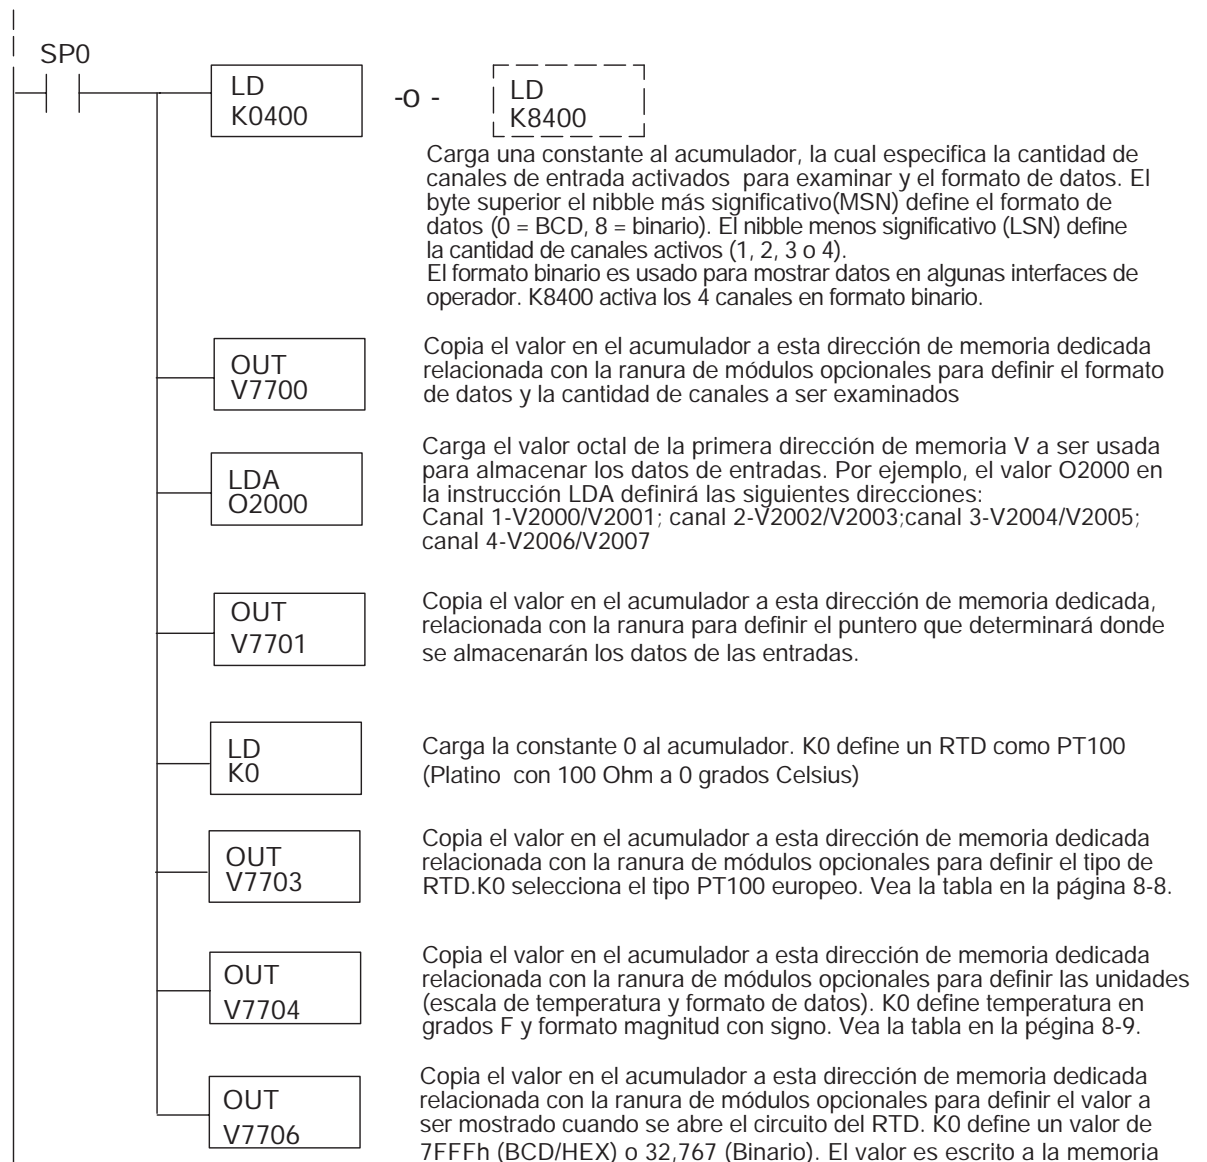 SP0
LD
K0400
-o -
LD
K8400
Carga una constante al acumulador, la cual especifica la cantidad de
canales de entrada activados para examinar y el formato de datos. El
byte superior el nibble más significativo(MSN) define el formato de
datos (0 = BCD, 8 = binario). El nibble menos significativo (LSN) define
la cantidad de canales activos (1, 2, 3 o 4).
El formato binario es usado para mostrar datos en algunas interfaces de
operador. K8400 activa los 4 canales en formato binario.
OUT
V7700
Copia el valor en el acumulador a esta dirección de memoria dedicada
relacionada con la ranura de módulos opcionales para definir el formato
de datos y la cantidad de canales a ser examinados
LDA
O2000
Carga el valor octal de la primera dirección de memoria V a ser usada
para almacenar los datos de entradas. Por ejemplo, el valor O2000 en
la instrucción LDA definirá las siguientes direcciones:
Canal 1-V2000/V2001; canal 2-V2002/V2003;canal 3-V2004/V2005;
canal 4-V2006/V2007
OUT
V7701
Copia el valor en el acumulador a esta dirección de memoria dedicada,
relacionada con la ranura para definir el puntero que determinará donde
se almacenarán los datos de las entradas.
LD
K0
Carga la constante 0 al acumulador. K0 define un RTD como PT100
(Platino con 100 Ohm a 0 grados Celsius)
OUT
V7703
Copia el valor en el acumulador a esta dirección de memoria dedicada
relacionada con la ranura de módulos opcionales para definir el tipo de
RTD.K0 selecciona el tipo PT100 europeo. Vea la tabla en la página 8-8.
OUT
V7704
Copia el valor en el acumulador a esta dirección de memoria dedicada
relacionada con la ranura de módulos opcionales para definir las unidades
(escala de temperatura y formato de datos). K0 define temperatura en
grados F y formato magnitud con signo. Vea la tabla en la pégina 8-9.
OUT
V7706
Copia el valor en el acumulador a esta dirección de memoria dedicada
relacionada con la ranura de módulos opcionales para definir el valor a
ser mostrado cuando se abre el circuito del RTD. K0 define un valor de
7FFFh (BCD/HEX) o 32,767 (Binario). El valor es escrito a la memoria